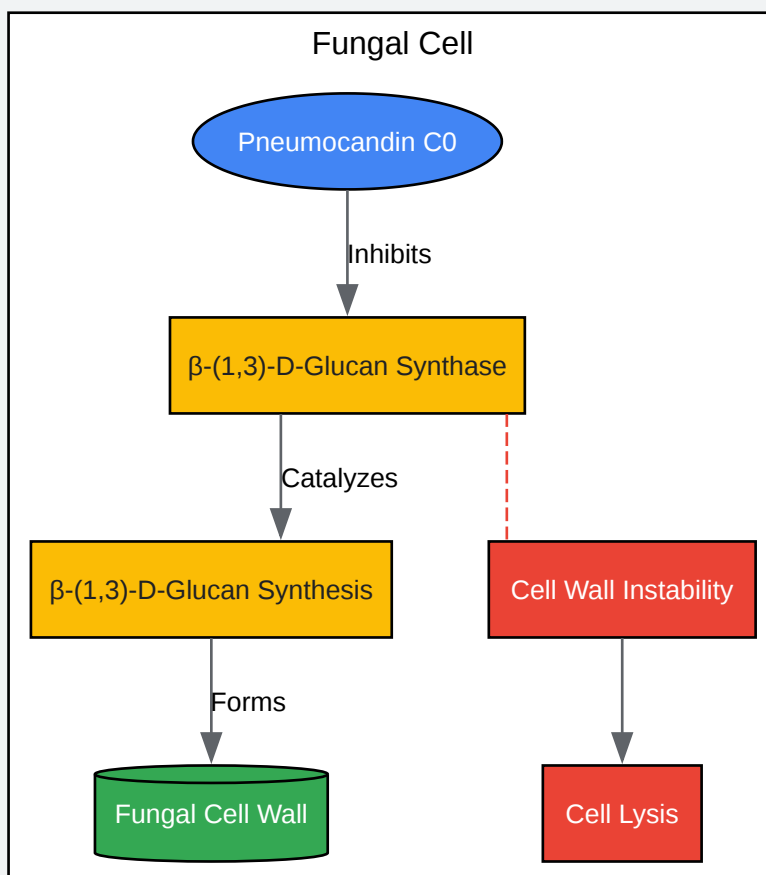 Fungal Cell
Pneumocandin C0
Inhibits
β-(1,3)-D-Glucan Synthase
Catalyzes
β-(1,3)-D-Glucan Synthesis
Cell Wall Instability
Forms
Fungal Cell Wall
Cell Lysis